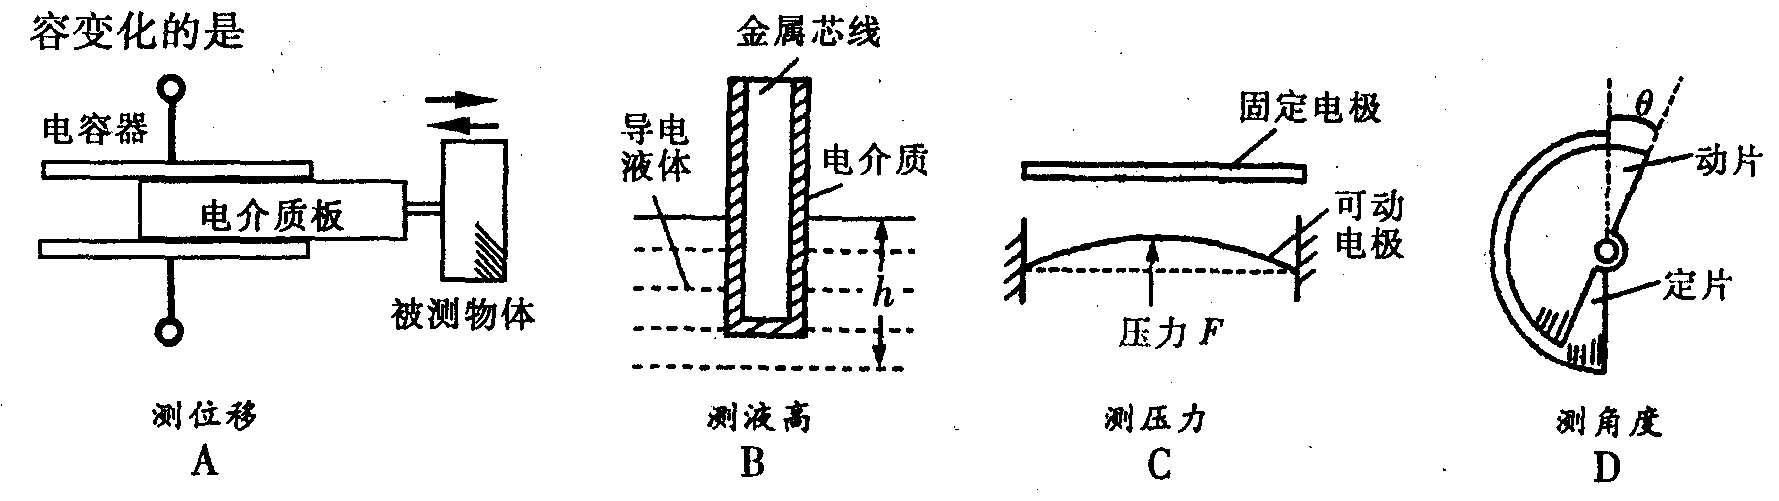 容变化的是
电容器
电介质板
被测物体
测位移
A
金属芯线
导电
液体
电介质
h
测液高
B
固定电极
可动
电极
压力 F
测压力
C
θ
动片
定片
测角度
D